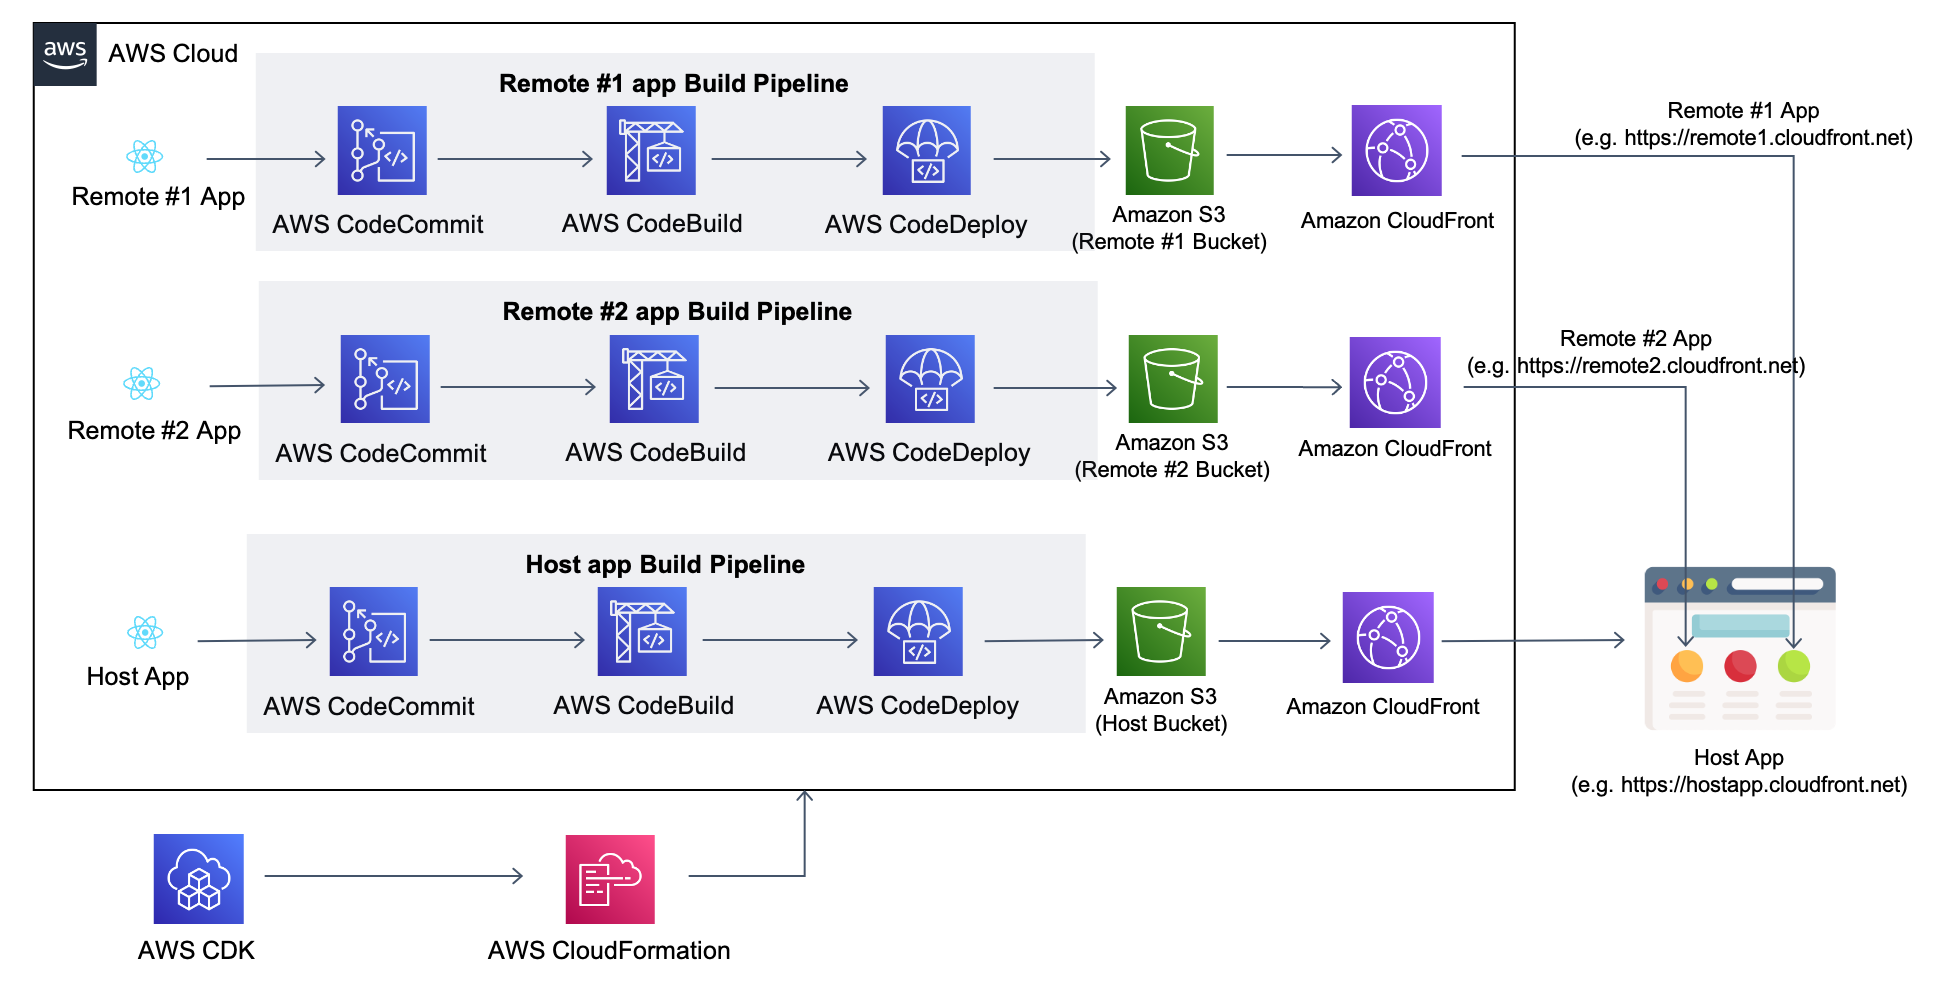 aws
AWS Cloud
Remote #1 app Build Pipeline
Remote #1 App
AWS CodeCommit
AWS CodeBuild
AWS CodeDeploy
Amazon S3
(Remote #1 Bucket)
Amazon CloudFront
Remote #1 App
(e.g. https://remote1.cloudfront.net)
Remote #2 app Build Pipeline
Remote #2 App
AWS CodeCommit
AWS CodeBuild
AWS CodeDeploy
Amazon S3
(Remote #2 Bucket)
Amazon CloudFront
Remote #2 App
(e.g. https://remote2.cloudfront.net)
Host app Build Pipeline
Host App
AWS CodeCommit
AWS CodeBuild
AWS CodeDeploy
Amazon S3
(Host Bucket)
Amazon CloudFront
Host App
(e.g. https://hostapp.cloudfront.net)
AWS CDK
AWS CloudFormation